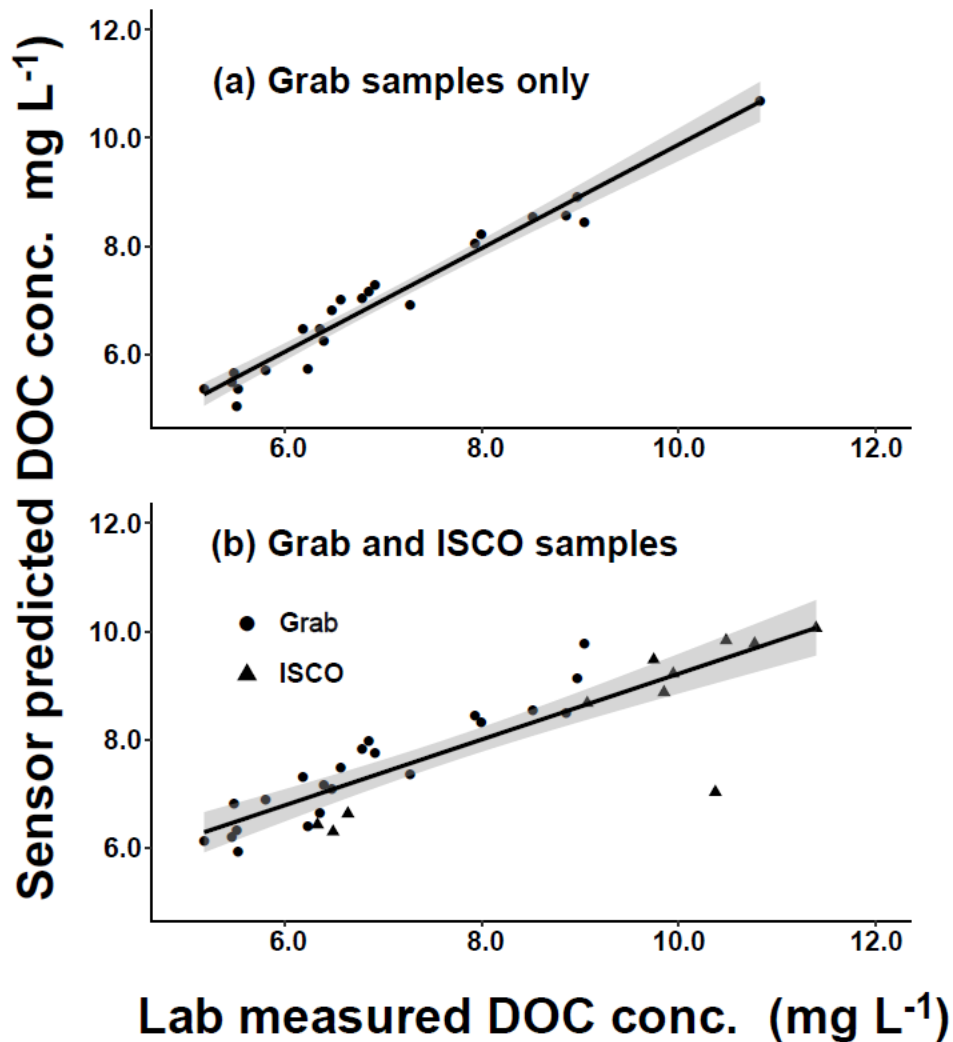 Sensor predicted DOC conc. mg L⁻¹)
12.0
(a) Grab samples only
10.0
8.0
6.0
6.0 8.0 10.0 12.0
12.0
(b) Grab and ISCO samples
10.0
Grab
ISCO
8.0
6.0
6.0 8.0 10.0 12.0
Lab measured DOC conc. (mg L⁻¹)